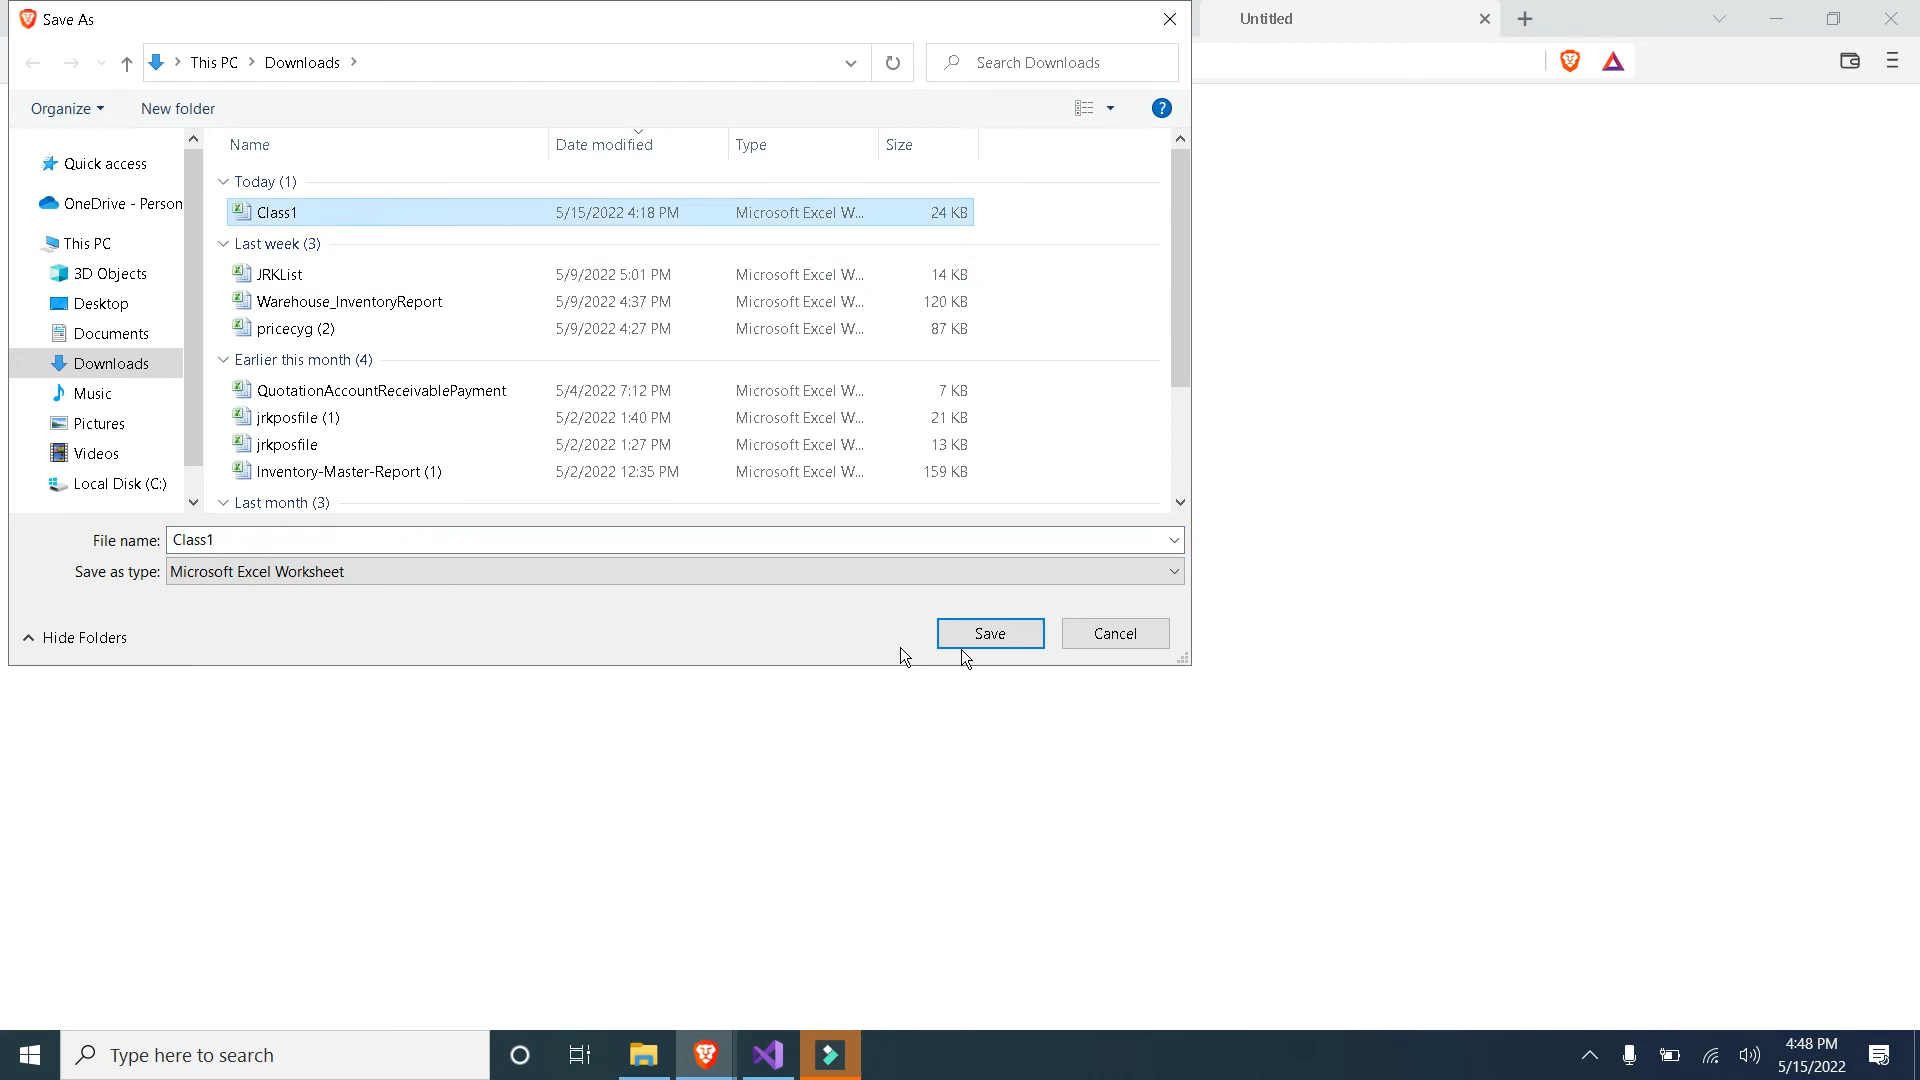 Save As
Untitled
This PC
Downloads
Search Downloads
Organize
New folder
?
Name
Date modified
Type
Size
Quick access
OneDrive - Person
This PC
3D Objects
Desktop
Documents
Downloads
Music
Pictures
Videos
Local Disk (C:)
Today (1)
Class1 5/15/2022 4:18 PM Microsoft Excel W... 24 KB
Last week (3)
JRKList 5/9/2022 5:01 PM Microsoft Excel W... 14 KB
Warehouse_InventoryReport 5/9/2022 4:37 PM Microsoft Excel W... 120 KB
pricecyg (2) 5/9/2022 4:27 PM Microsoft Excel W... 87 KB
Earlier this month (4)
QuotationAccountReceivablePayment 5/4/2022 7:12 PM Microsoft Excel W... 7 KB
jrkposfile (1) 5/2/2022 1:40 PM Microsoft Excel W... 21 KB
jrkposfile 5/2/2022 1:27 PM Microsoft Excel W... 13 KB
Inventory-Master-Report (1) 5/2/2022 12:35 PM Microsoft Excel W... 159 KB
Last month (3)
File name: Class1
Save as type: Microsoft Excel Worksheet
Hide Folders
Save
Cancel
Type here to search
4:48 PM
5/15/2022